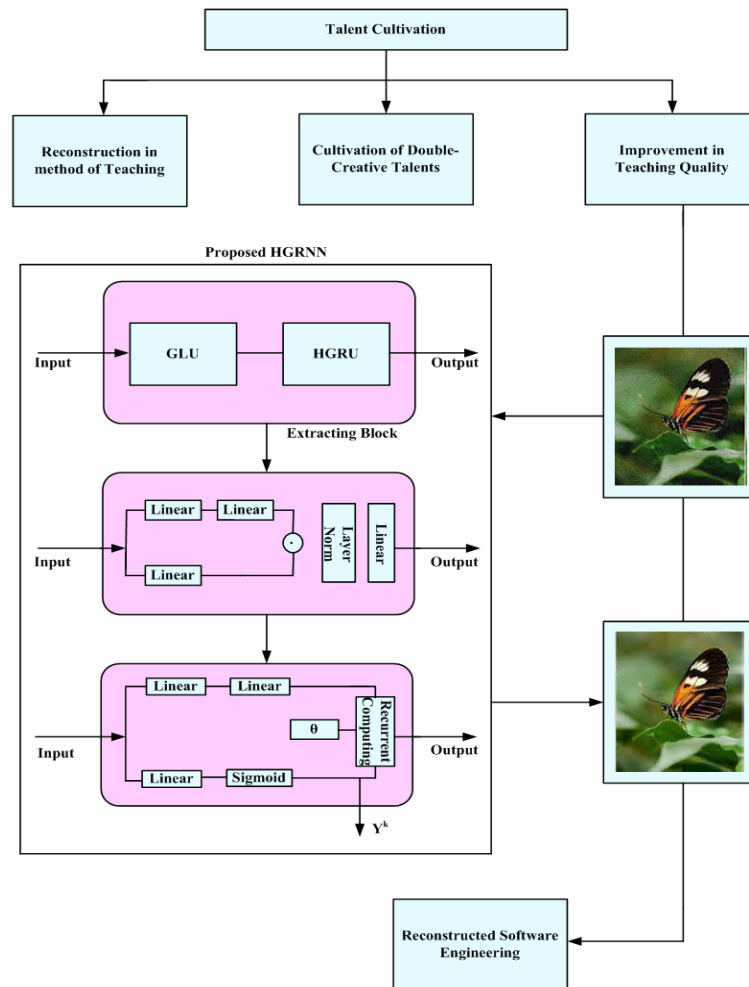 Talent Cultivation
Reconstruction in
method of Teaching
Cultivation of Double-
Creative Talents
Improvement in
Teaching Quality
Proposed HGRNN
Input
GLU
HGRU
Output
Extracting Block
Linear
Linear
Input
Linear
Layer
Norm
Linear
Output
Linear
Linear
Input
θ
Recurrent
Computing
Output
Linear
Sigmoid
Yᵏ
Reconstructed Software
Engineering